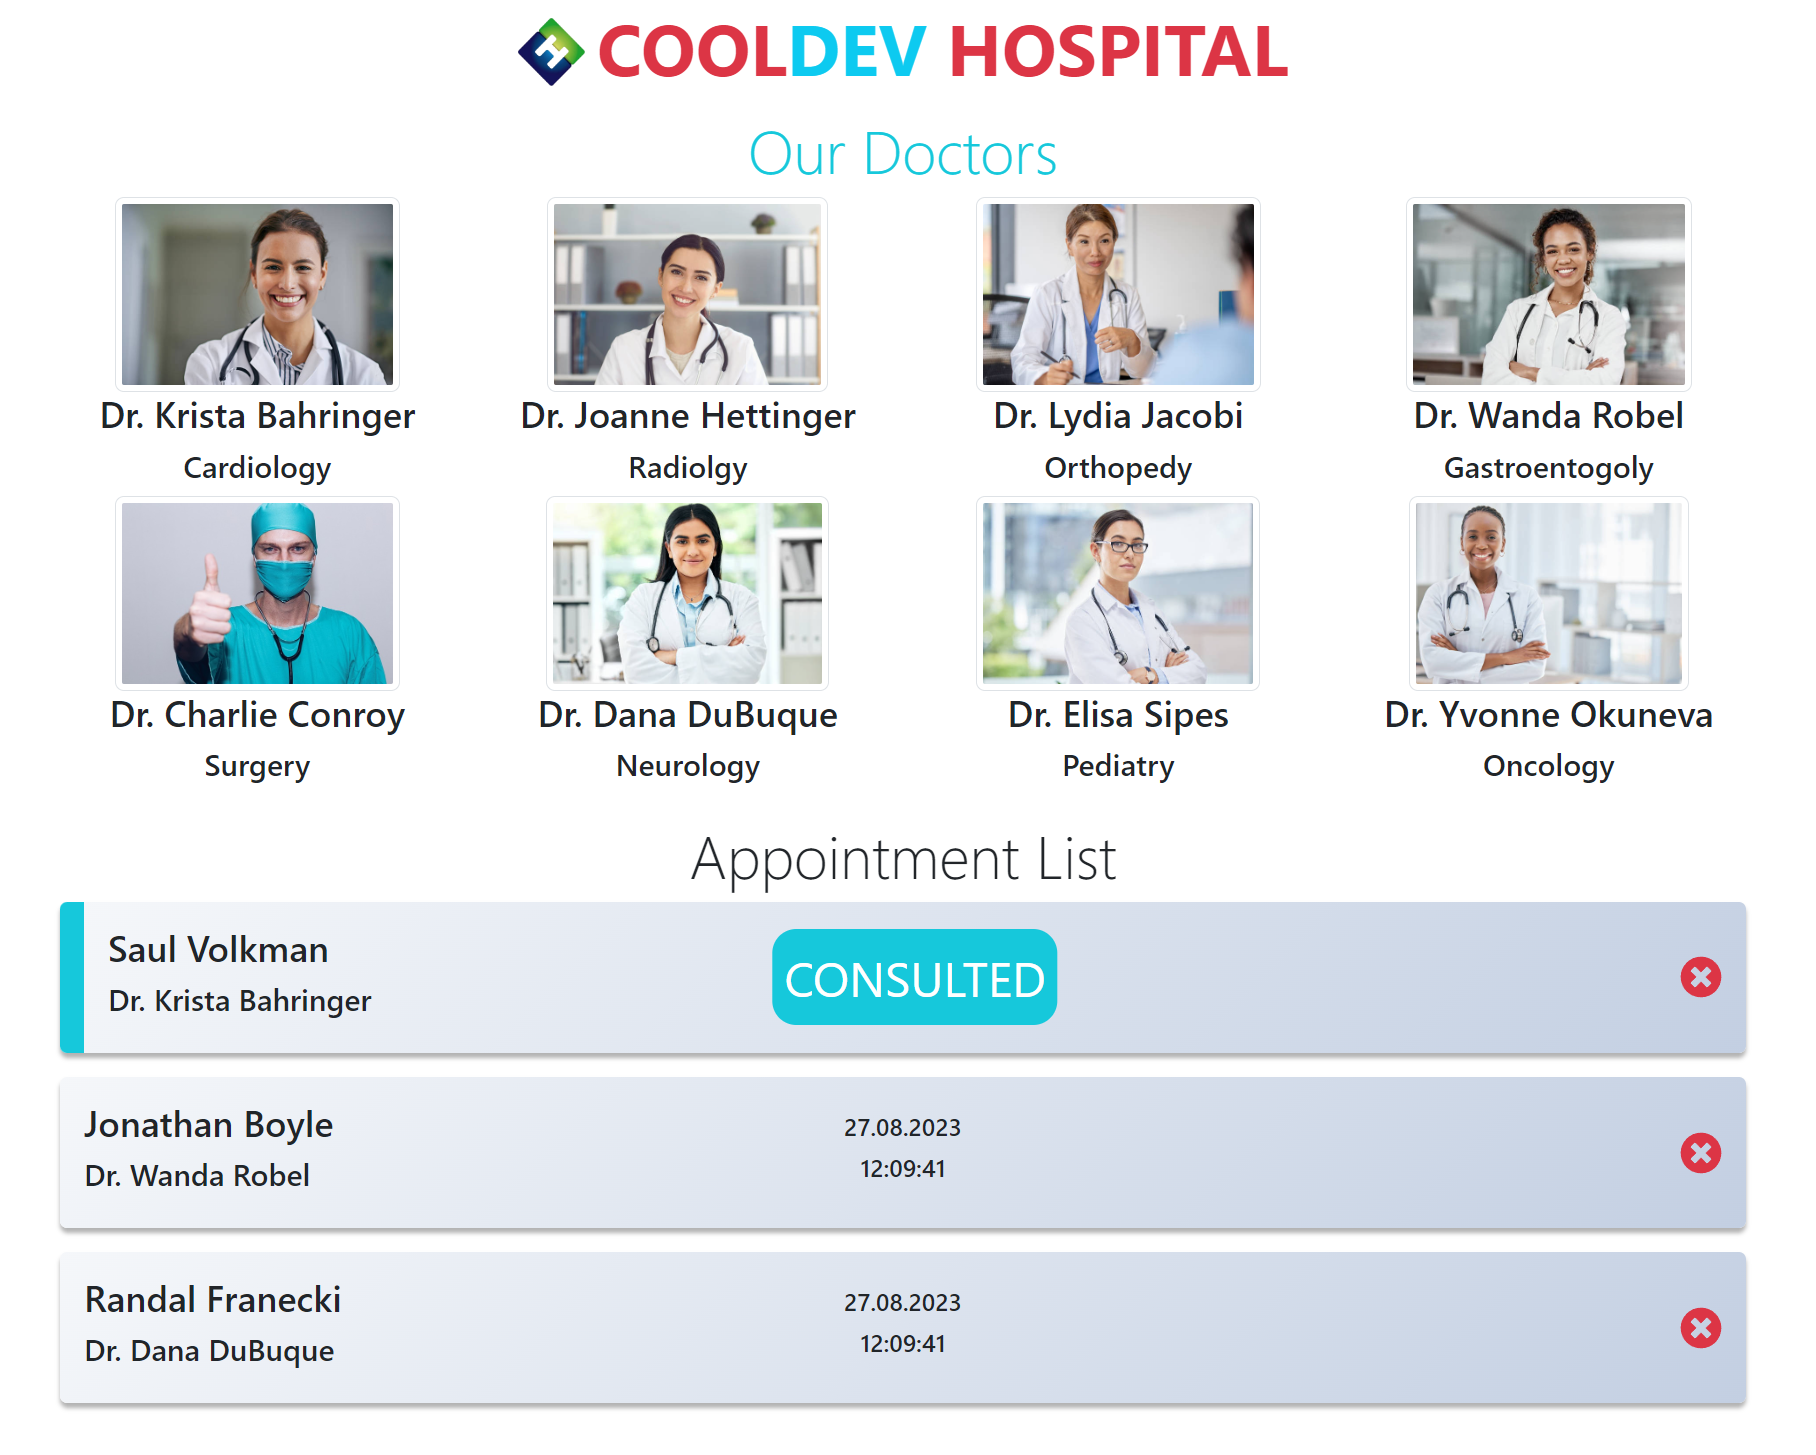 COOLDEV HOSPITAL
Our Doctors
Dr. Krista Bahringer
Cardiology
Dr. Joanne Hettinger
Radiolgy
Dr. Lydia Jacobi
Orthopedy
Dr. Wanda Robel
Gastroentogoly
Dr. Charlie Conroy
Surgery
Dr. Dana DuBuque
Neurology
Dr. Elisa Sipes
Pediatry
Dr. Yvonne Okuneva
Oncology
Appointment List
Saul Volkman
Dr. Krista Bahringer
CONSULTED
Jonathan Boyle
Dr. Wanda Robel
27.08.2023
12:09:41
Randal Franecki
Dr. Dana DuBuque
27.08.2023
12:09:41